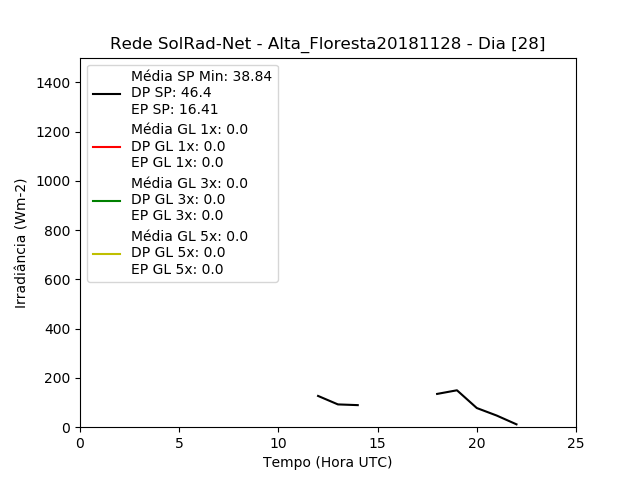 Rede SolRad-Net - Alta_Floresta20181128 - Dia [28]
Média SP Min: 38.84
DP SP: 46.4
EP SP: 16.41
Média GL 1x: 0.0
DP GL 1x: 0.0
EP GL 1x: 0.0
Média GL 3x: 0.0
DP GL 3x: 0.0
EP GL 3x: 0.0
Média GL 5x: 0.0
DP GL 5x: 0.0
EP GL 5x: 0.0
Irradiância (Wm-2)
1400
1200
1000
800
600
400
200
0
0 5 10 15 20 25
Tempo (Hora UTC)